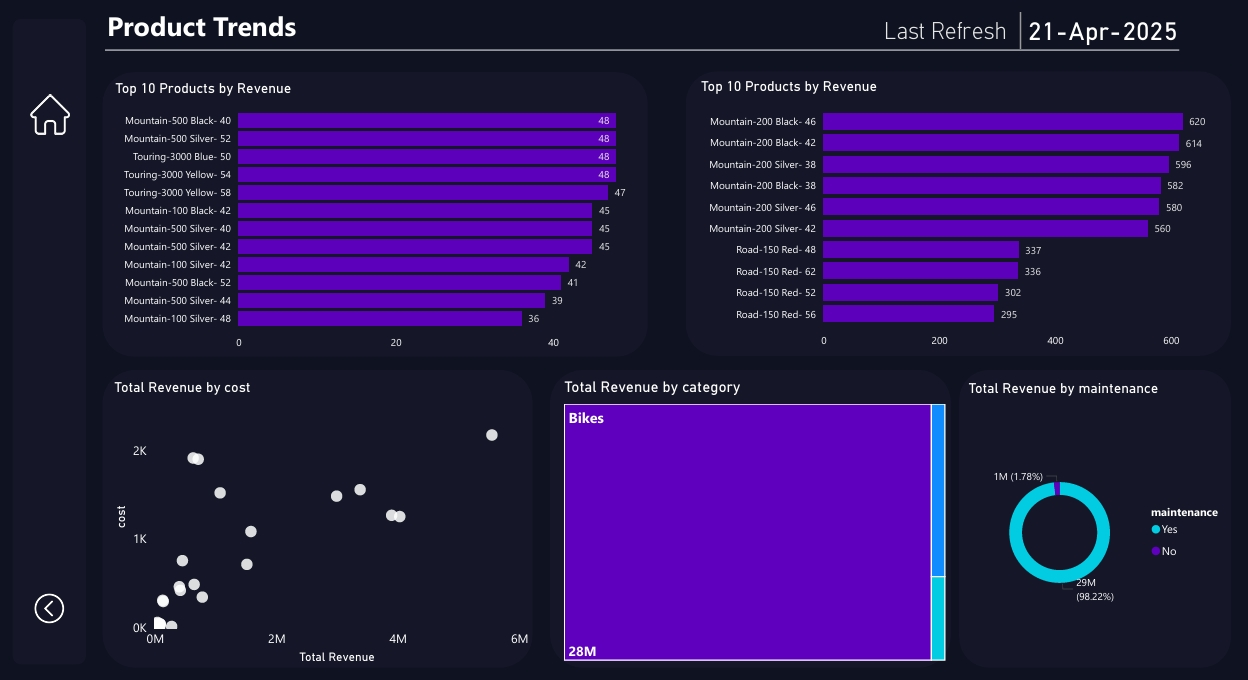 Product Trends
Last Refresh
21-Apr-2025
Top 10 Products by Revenue
Mountain-500 Black- 40 48
Mountain-500 Silver- 52 48
Touring-3000 Blue- 50 48
Touring-3000 Yellow- 54 48
Touring-3000 Yellow- 58 47
Mountain-100 Black- 42 45
Mountain-500 Silver- 40 45
Mountain-500 Silver- 42 45
Mountain-100 Silver- 42 42
Mountain-500 Black- 52 41
Mountain-500 Silver- 44 39
Mountain-100 Silver- 48 36
0 20 40
Top 10 Products by Revenue
Mountain-200 Black- 46 620
Mountain-200 Black- 42 614
Mountain-200 Silver- 38 596
Mountain-200 Black- 38 582
Mountain-200 Silver- 46 580
Mountain-200 Silver- 42 560
Road-150 Red- 48 337
Road-150 Red- 62 336
Road-150 Red- 52 302
Road-150 Red- 56 295
0 200 400 600
Total Revenue by cost
2K
1K
0K
cost
0M 2M 4M 6M
Total Revenue
Total Revenue by category
Bikes
28M
Total Revenue by maintenance
1M (1.78%)
29M
(98.22%)
maintenance
Yes
No